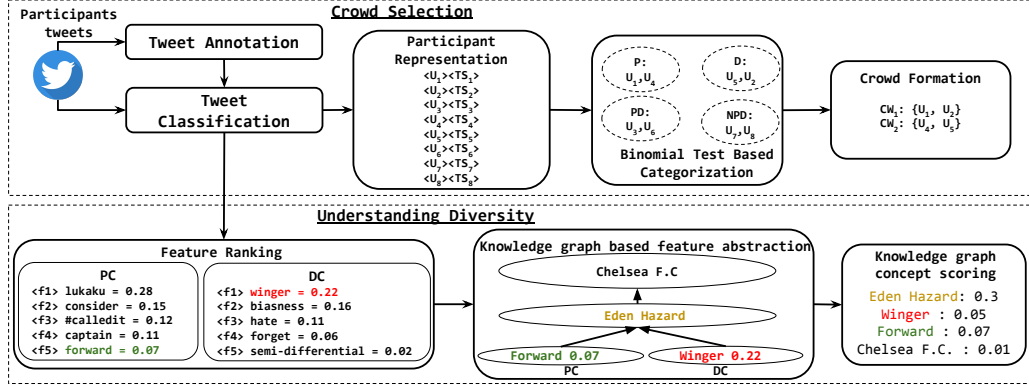 Crowd Selection
Participants
tweets
Tweet Annotation
Tweet
Classification
Participant
Representation
<U1><TS1>
<U2><TS2>
<U3><TS3>
<U4><TS4>
<U5><TS5>
<U6><TS6>
<U7><TS7>
<U8><TS8>
P:
U1,U4
D:
U5,U2
PD:
U3,U6
NPD:
U7,U8
Binomial Test Based
Categorization
Crowd Formation
CW1: {U1, U2}
CW2: {U4, U5}
Understanding Diversity
Feature Ranking
PC
<f1> lukaku = 0.28
<f2> consider = 0.15
<f3> #calledit = 0.12
<f4> captain = 0.11
<f5> forward = 0.07
DC
<f1> winger = 0.22
<f2> biasness = 0.16
<f3> hate = 0.11
<f4> forget = 0.06
<f5> semi-differential = 0.02
Knowledge graph based feature abstraction
Chelsea F.C
Eden Hazard
Forward 0.07
Winger 0.22
PC
DC
Knowledge graph
concept scoring
Eden Hazard: 0.3
Winger : 0.05
Forward : 0.07
Chelsea F.C. : 0.01